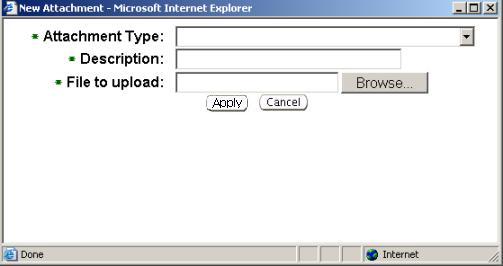 New Attachment - Microsoft Internet Explorer
* Attachment Type:
* Description:
* File to upload: Browse...
Apply Cancel
Done Internet